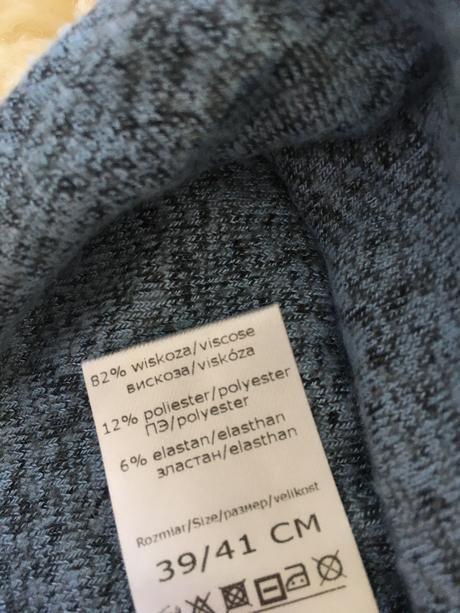 82% wiskoza/viscose
вискоза/viskóza
12% poliester/polyester
ПЭ/polyester
6% elastan/elasthan
эластан/elasthan
Rozmiar/Size/размер/velikost
39/41 CM